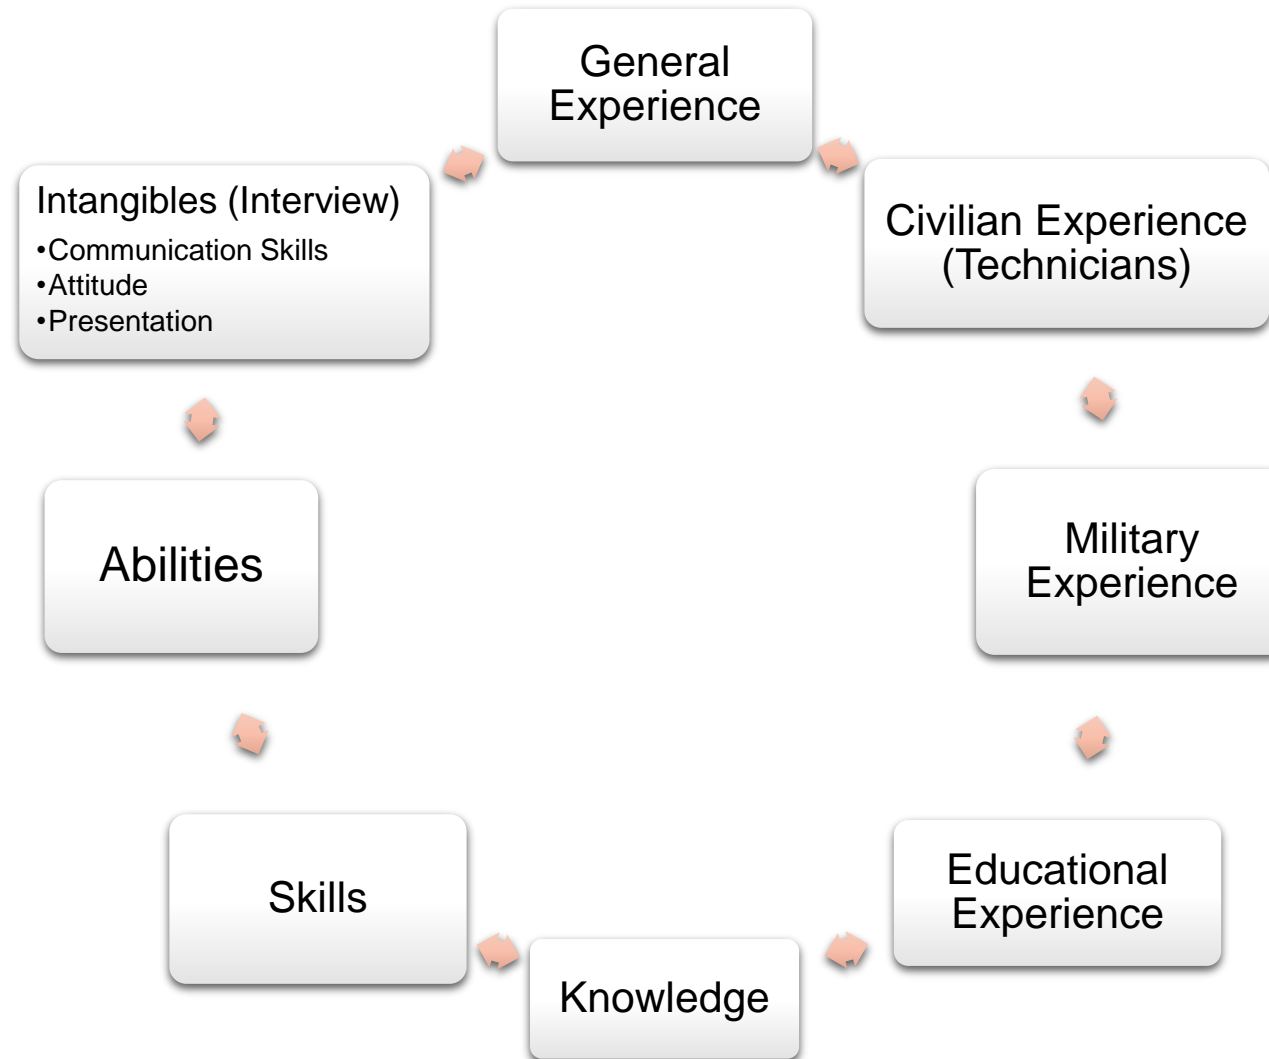 General
Experience
Intangibles (Interview)
•Communication Skills
•Attitude
•Presentation
Civilian Experience
(Technicians)
Abilities
Military
Experience
Skills
Educational
Experience
Knowledge